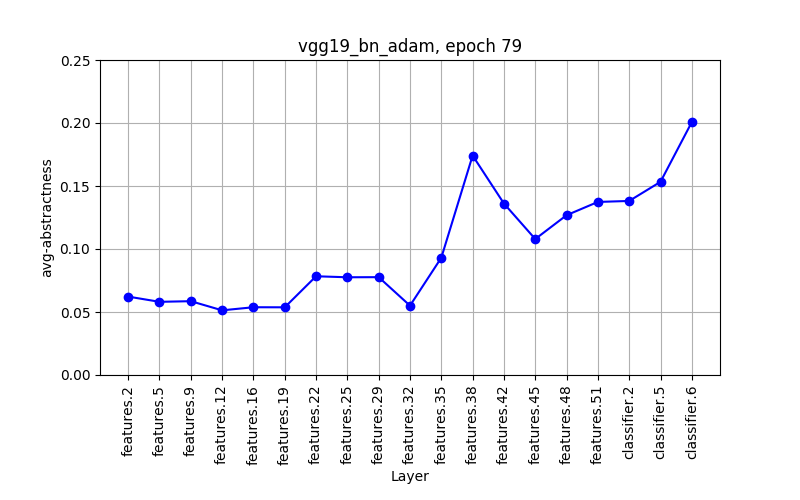 vgg19_bn_adam, epoch 79
0.25
0.20
0.15
0.10
0.05
0.00
avg-abstractness
features.2
features.5
features.9
features.12
features.16
features.19
features.22
features.25
features.29
features.32
features.35
features.38
features.42
features.45
features.48
features.51
classifier.2
classifier.5
classifier.6
Layer